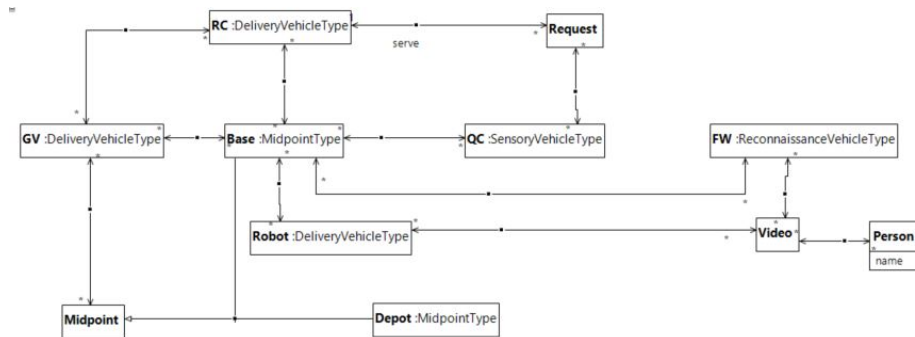 RC :DeliveryVehicleType
Request
serve
GV :DeliveryVehicleType
Base :MidpointType
QC :SensoryVehicleType
FW :ReconnaissanceVehicleType
Robot :DeliveryVehicleType
Video
Person
name
Midpoint
Depot :MidpointType